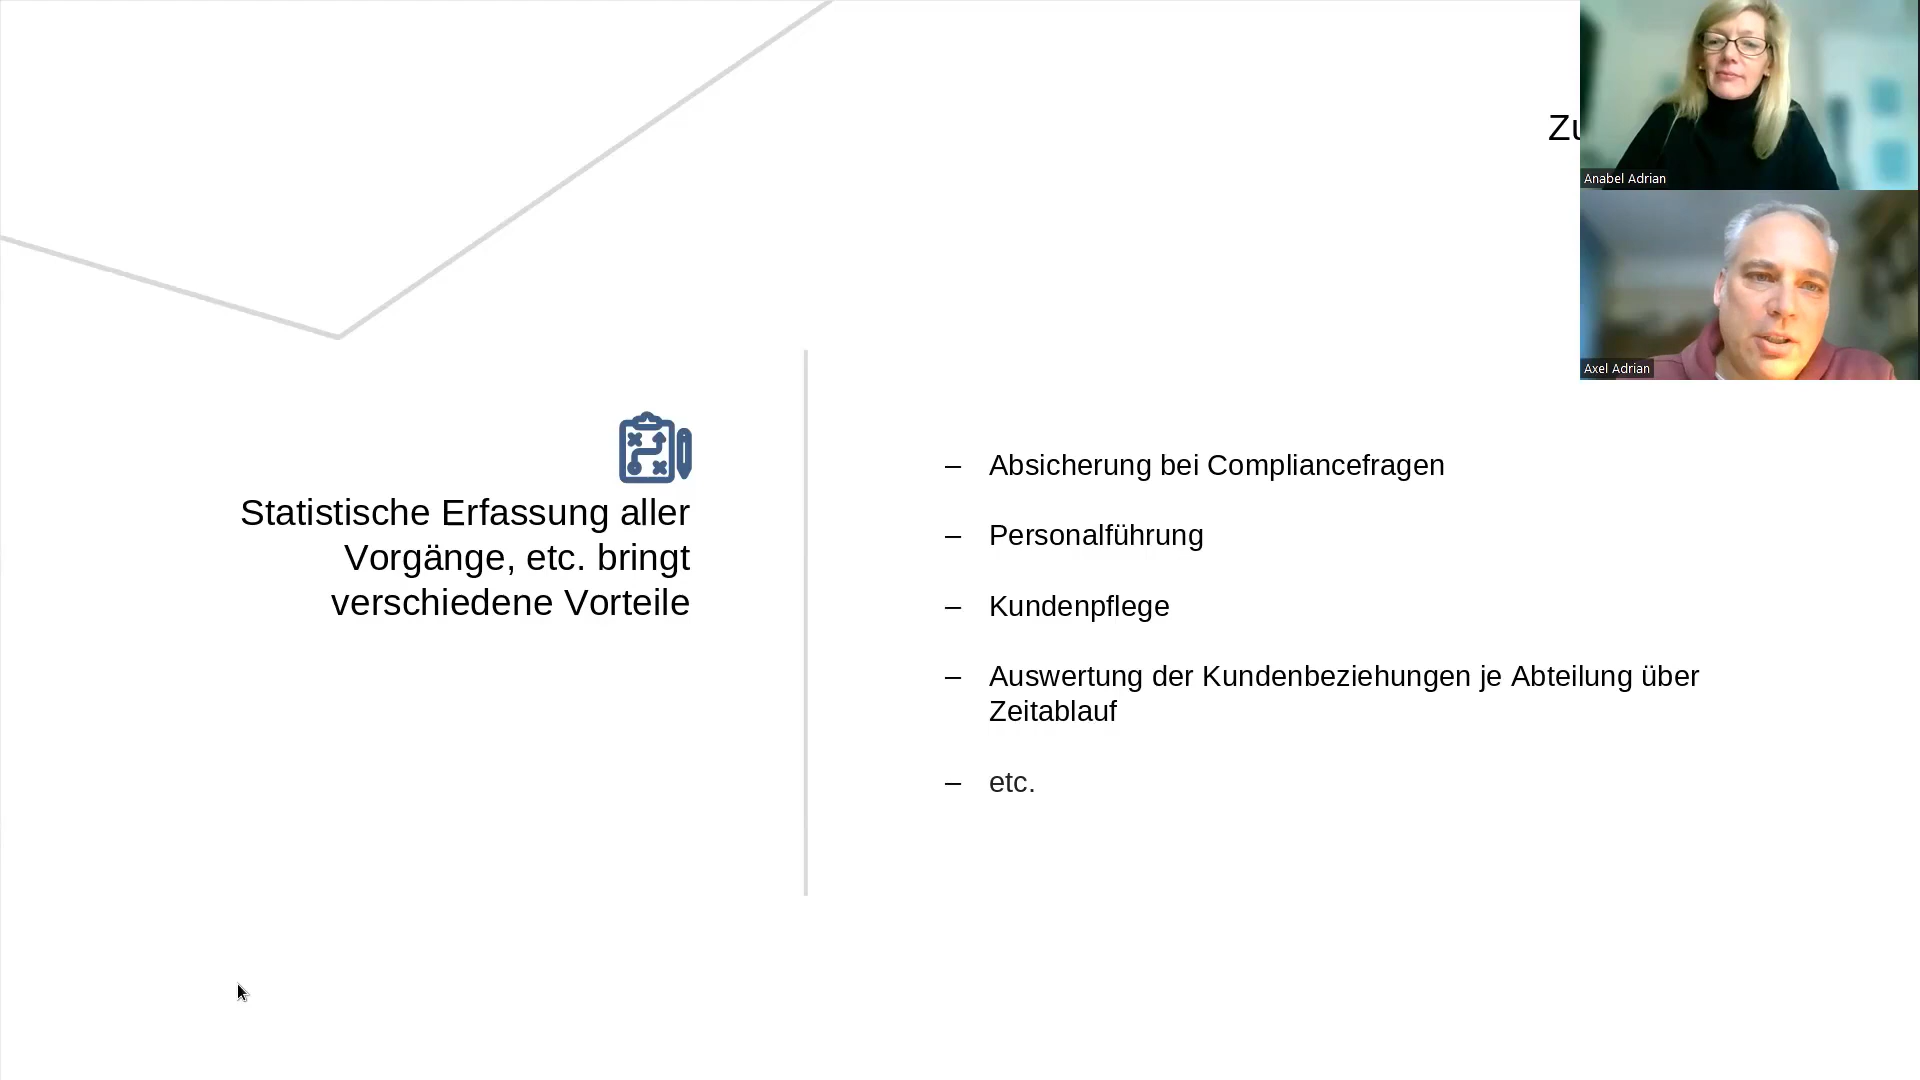 Anabel Adrian
Axel Adrian
Statistische Erfassung aller
Vorgänge, etc. bringt
verschiedene Vorteile
– Absicherung bei Compliancefragen
– Personalführung
– Kundenpflege
– Auswertung der Kundenbeziehungen je Abteilung über
Zeitablauf
– etc.